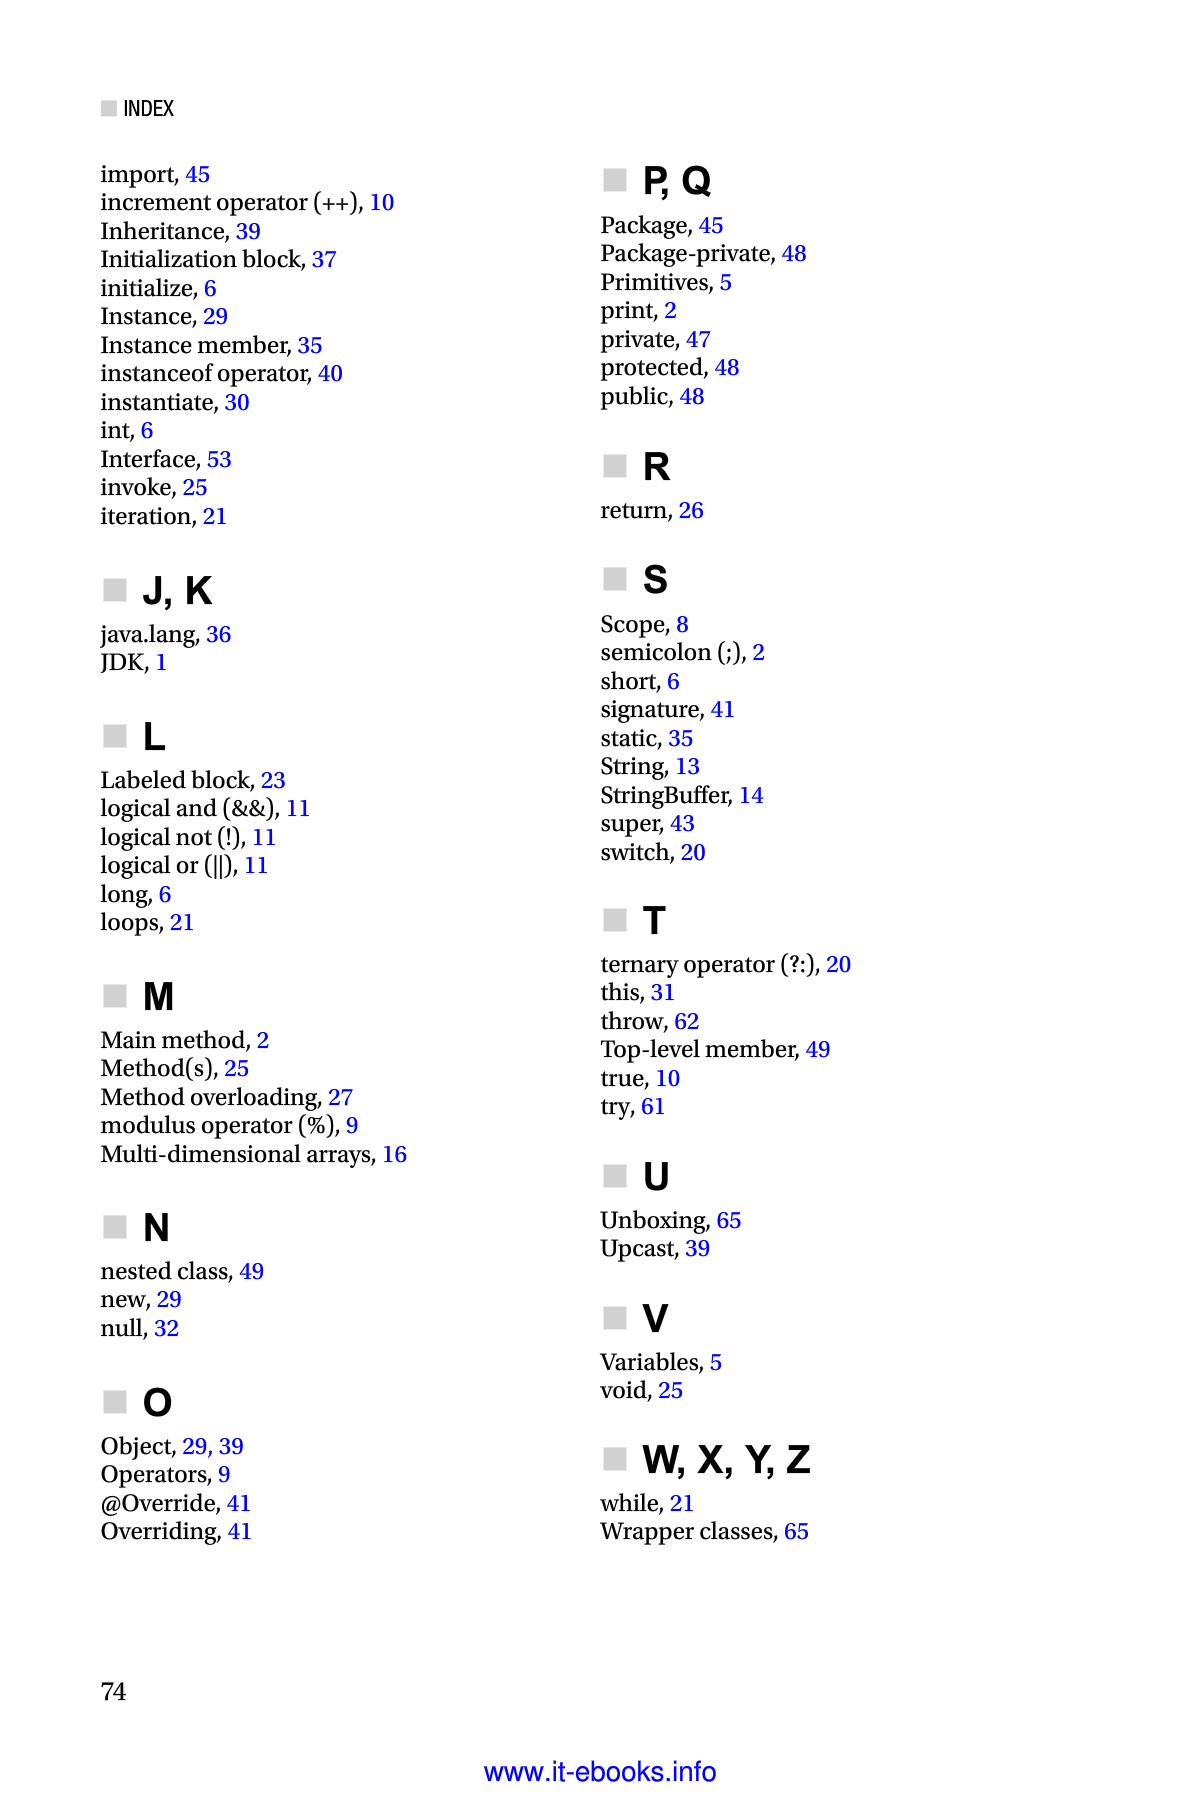 INDEX
import, 45
increment operator (++), 10
Inheritance, 39
Initialization block, 37
initialize, 6
Instance, 29
Instance member, 35
instanceof operator, 40
instantiate, 30
int, 6
Interface, 53
invoke, 25
iteration, 21
J, K
java.lang, 36
JDK, 1
L
Labeled block, 23
logical and (&&), 11
logical not (!), 11
logical or (||), 11
long, 6
loops, 21
M
Main method, 2
Method(s), 25
Method overloading, 27
modulus operator (%), 9
Multi-dimensional arrays, 16
N
nested class, 49
new, 29
null, 32
O
Object, 29, 39
Operators, 9
@Override, 41
Overriding, 41
P, Q
Package, 45
Package-private, 48
Primitives, 5
print, 2
private, 47
protected, 48
public, 48
R
return, 26
S
Scope, 8
semicolon (;), 2
short, 6
signature, 41
static, 35
String, 13
StringBuffer, 14
super, 43
switch, 20
T
ternary operator (?:), 20
this, 31
throw, 62
Top-level member, 49
true, 10
try, 61
U
Unboxing, 65
Upcast, 39
V
Variables, 5
void, 25
W, X, Y, Z
while, 21
Wrapper classes, 65
74
www.it-ebooks.info